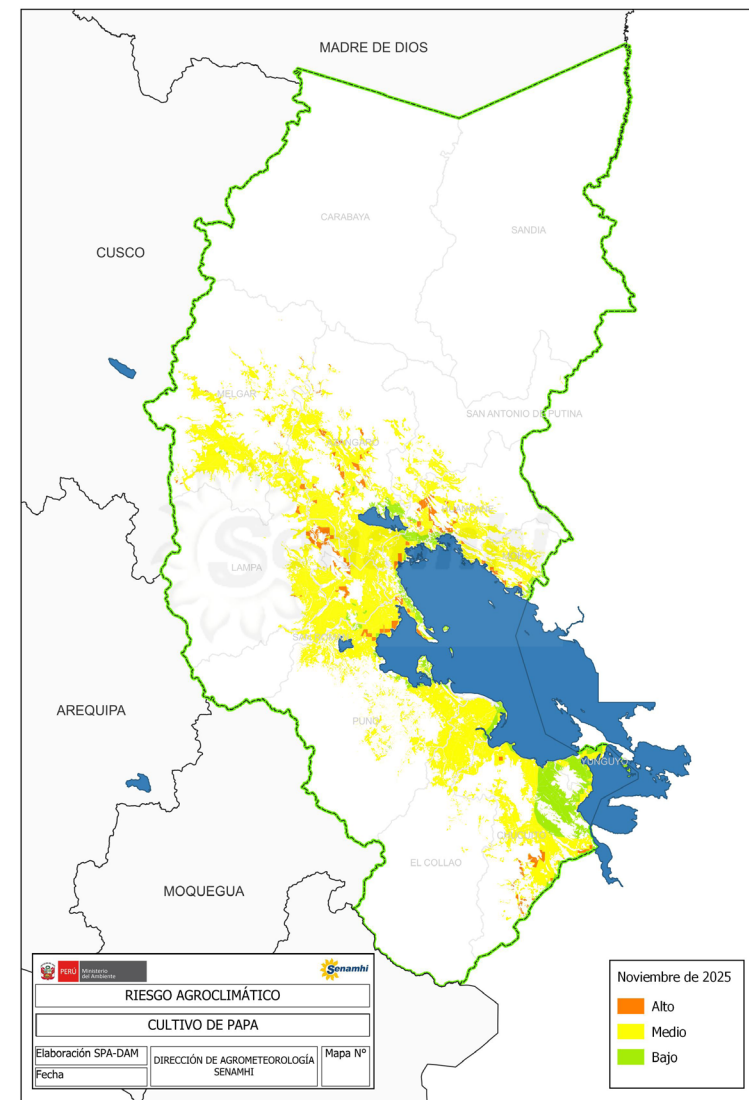 MADRE DE DIOS
CARABAYA
SANDIA
CUSCO
MELGAR
SAN ANTONIO DE PUTINA
AZANGARO
HUANCANE
Senamhi
LAMPA
SAN ROMAN
AREQUIPA
PUNO
YUNGUYO
CHUCUITO
EL COLLAO
MOQUEGUA
PERÚ
Ministerio
del Ambiente
Senamhi
RIESGO AGROCLIMÁTICO
CULTIVO DE PAPA
Elaboración SPA-DAM
Fecha
DIRECCIÓN DE AGROMETEOROLOGÍA
SENAMHI
Mapa N°
Noviembre de 2025
Alto
Medio
Bajo